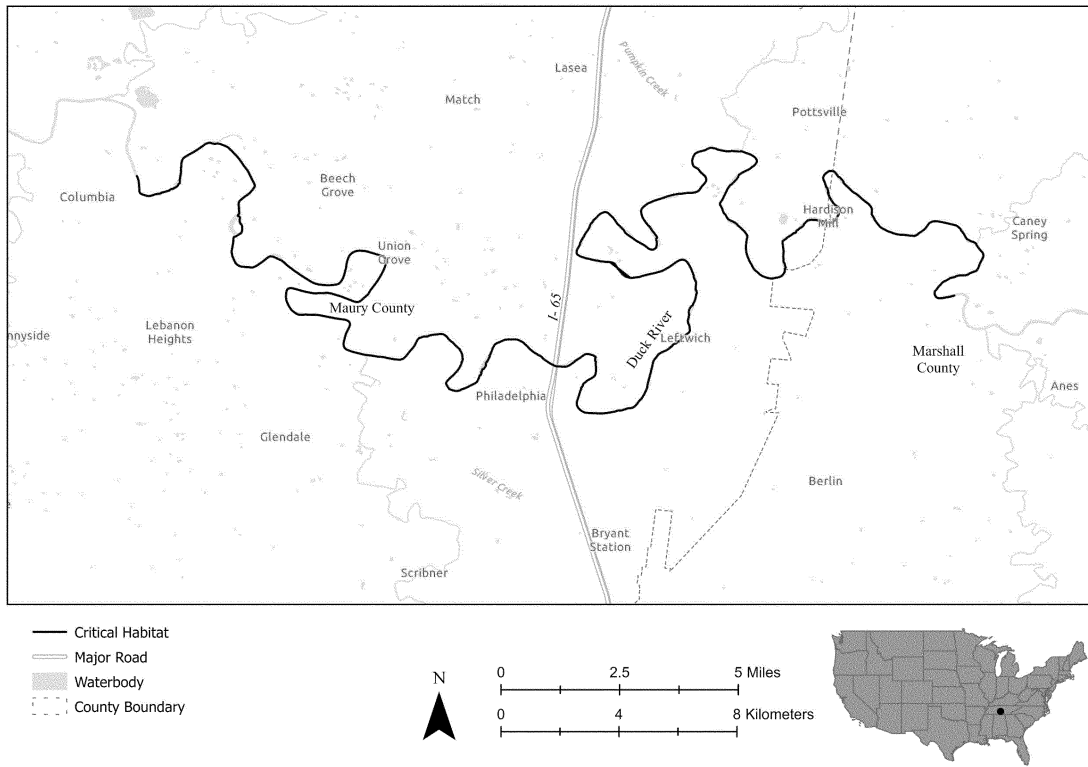 Lasea
Pumpkin Creek
Match
Pottsville
Columbia
Beech
Grove
Hardison
Mill
Caney
Spring
Union
Grove
I- 65
Maury County
nnyside
Lebanon
Heights
Duck River
Leftwich
Marshall
County
Philadelphia
Anes
Glendale
Silver Creek
Berlin
Bryant
Station
Scribner
Critical Habitat
Major Road
Waterbody
County Boundary
N
0 2.5 5 Miles
0 4 8 Kilometers